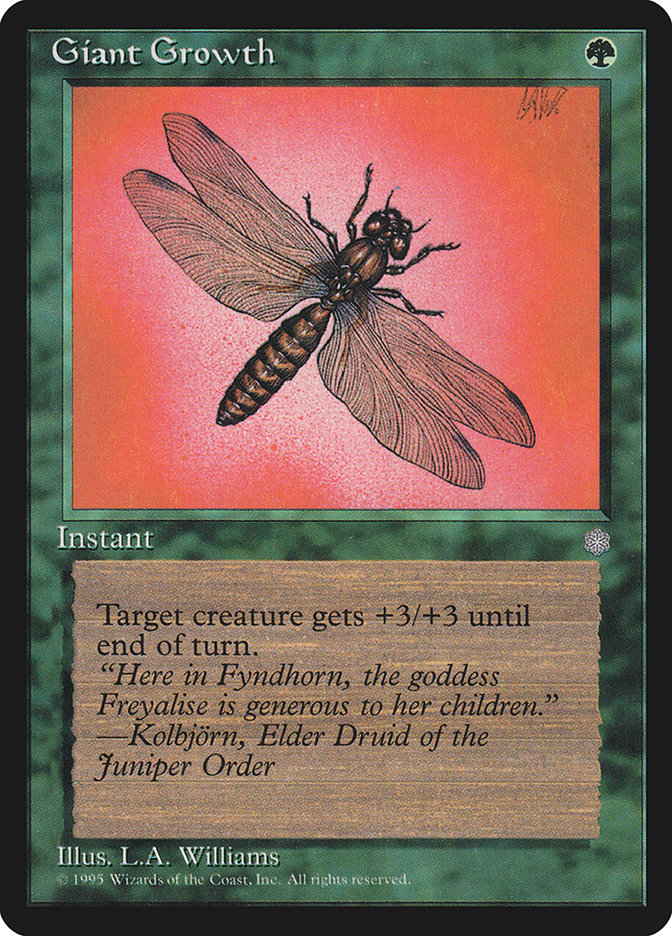 Giant Growth
Instant
Target creature gets +3/+3 until
end of turn.
“Here in Fyndhorn, the goddess
Freyalise is generous to her children.”
—Kolbjörn, Elder Druid of the
Juniper Order
Illus. L.A. Williams
© 1995 Wizards of the Coast, Inc. All rights reserved.